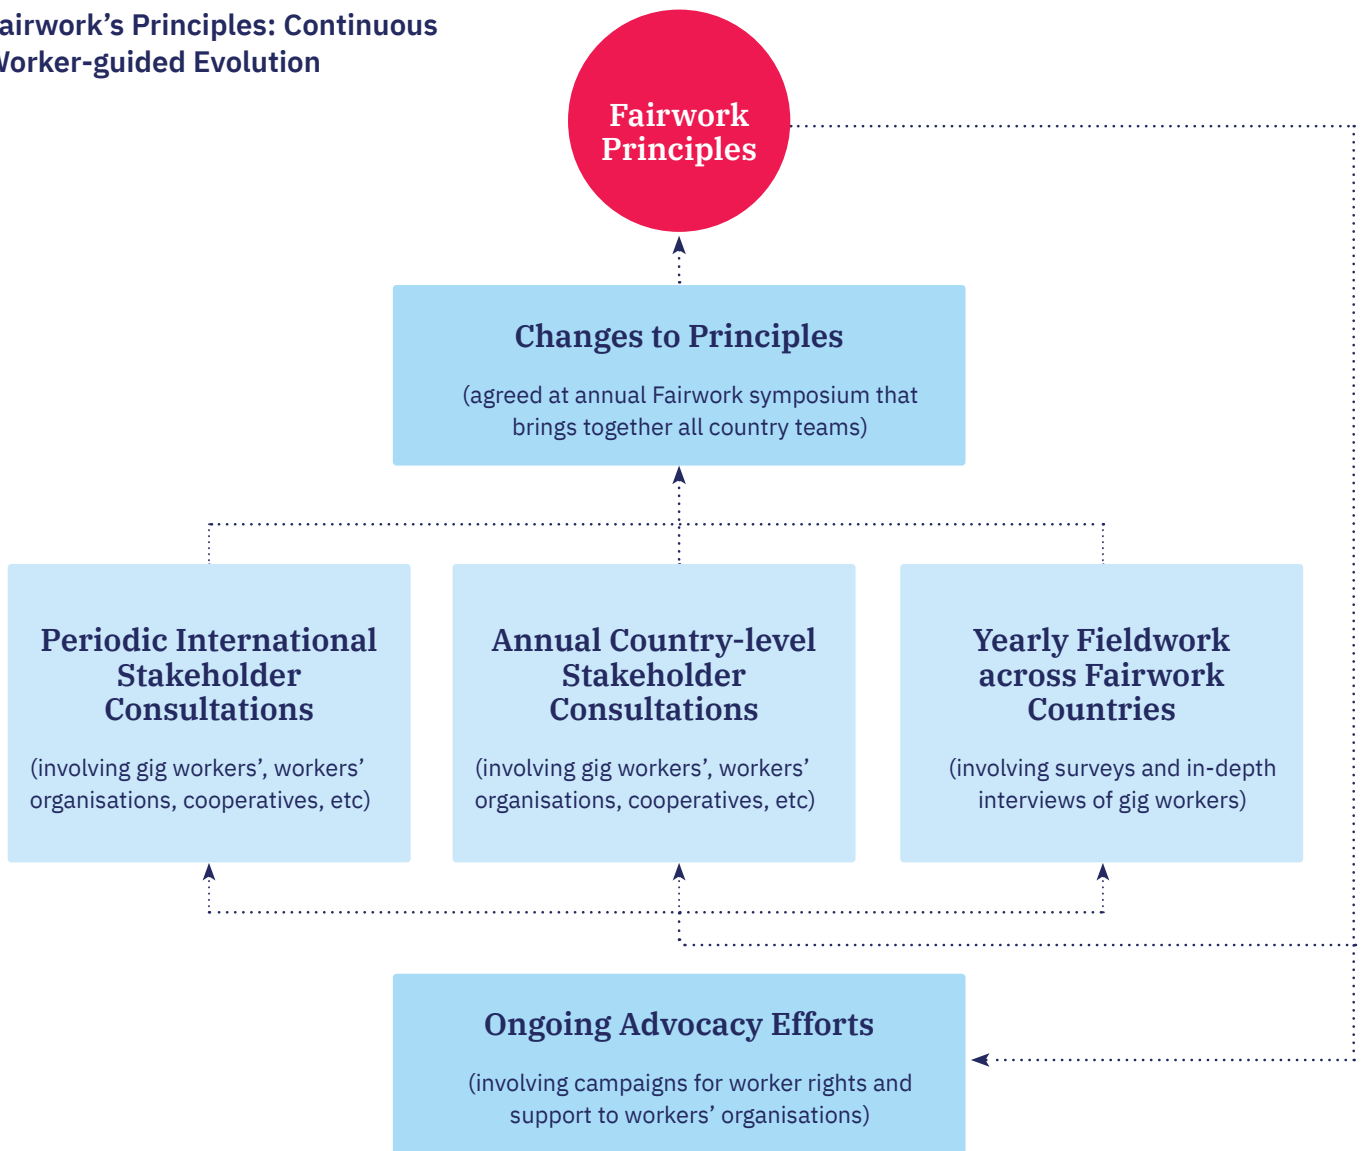 airwork's Principles: Continuous
Worker-guided Evolution
Fairwork
Principles
Changes to Principles
(agreed at annual Fairwork symposium that
brings together all country teams)
Periodic International
Stakeholder
Consultations
(involving gig workers’, workers’
organisations, cooperatives, etc)
Annual Country-level
Stakeholder
Consultations
(involving gig workers’, workers’
organisations, cooperatives, etc)
Yearly Fieldwork
across Fairwork
Countries
(involving surveys and in-depth
interviews of gig workers)
Ongoing Advocacy Efforts
(involving campaigns for worker rights and
support to workers’ organisations)